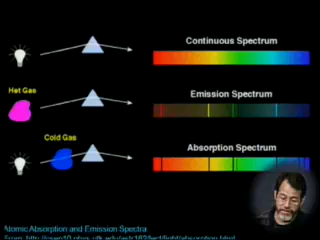 Continuous Spectrum
Hot Gas
Emission Spectrum
Cold Gas
Absorption Spectrum
Atomic Absorption and Emission Spectra